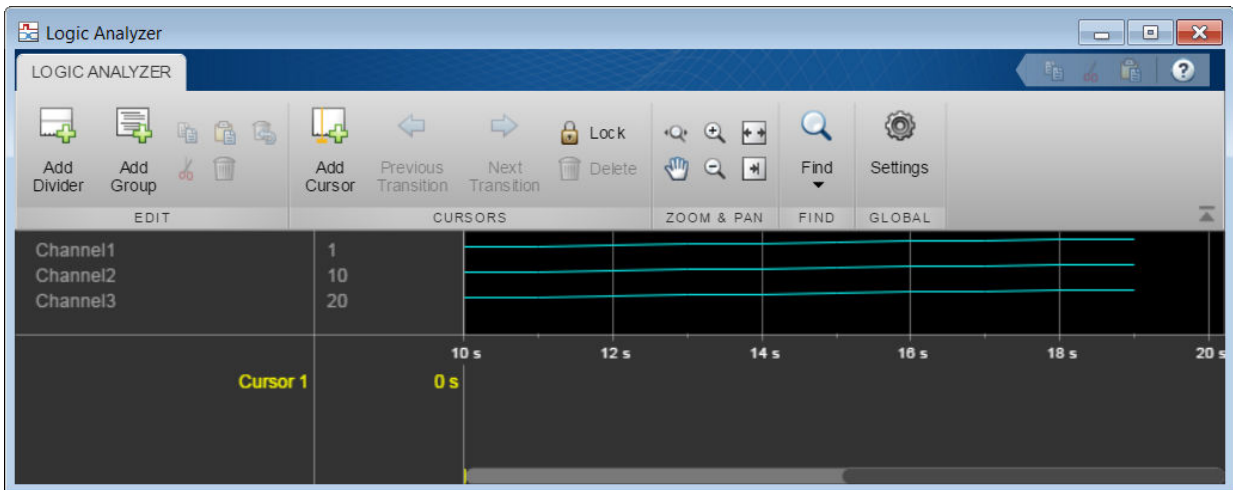 Logic Analyzer
LOGIC ANALYZER
?
Add Divider
Add Group
Add Cursor
Previous Transition
Next Transition
Lock
Delete
Find
Settings
EDIT
CURSORS
ZOOM & PAN
FIND
GLOBAL
Channel1 1
Channel2 10
Channel3 20
10 s 12 s 14 s 16 s 18 s 20 s
Cursor 1 0 s